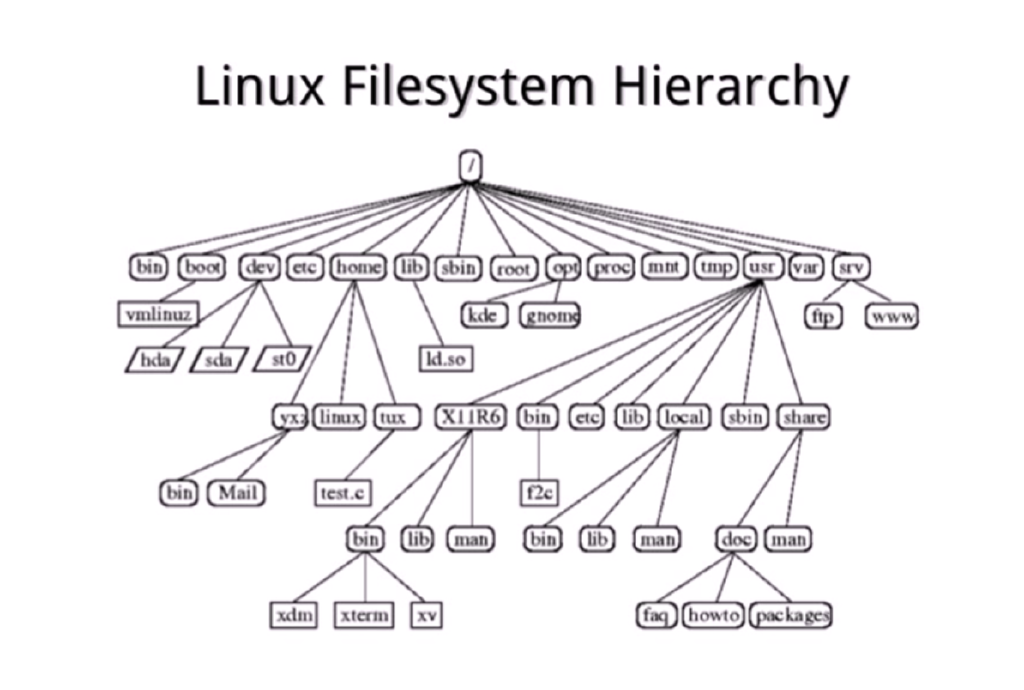 Linux Filesystem Hierarchy
/
bin boot dev etc home lib sbin root opt proc mnt tmp usr var srv
vmlinuz kde gnome ftp www
hda sda st0 ld.so
linux tux X11R6 bin etc lib local sbin share
bin Mail test.c f2c
bin lib man bin lib man doc man
xdm xterm xv faq howto packages